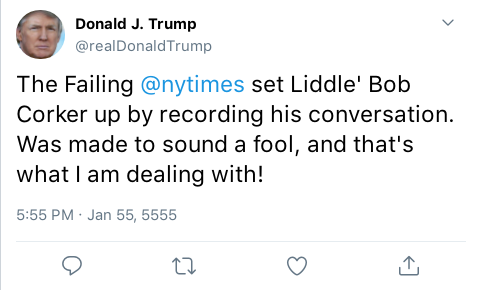 Donald J. Trump
@realDonaldTrump
The Failing @nytimes set Liddle' Bob
Corker up by recording his conversation.
Was made to sound a fool, and that's
what I am dealing with!
5:55 PM · Jan 55, 5555